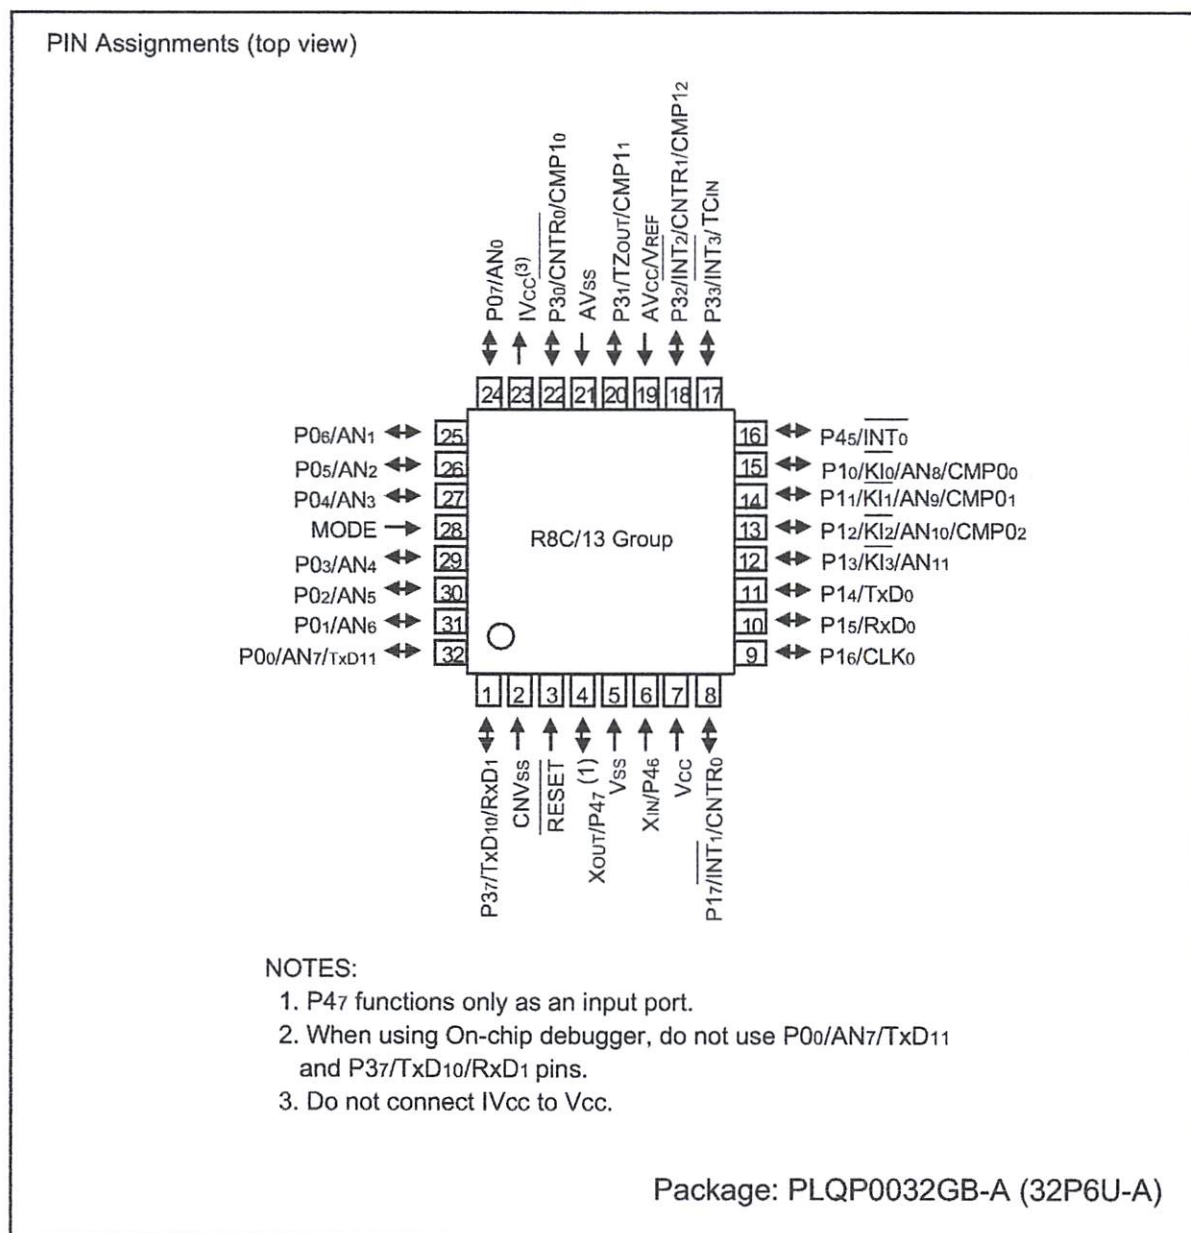 PIN Assignments (top view)
P07/AN0
IVCC(3)
P30/CNTR0/CMP10
AVSS
P31/TZOUT/CMP11
AVCC/VREF
P32/INT2/CNTR1/CMP12
P33/INT3/TCIN
24 23 22 21 20 19 18 17
P06/AN1 25
P05/AN2 26
P04/AN3 27
MODE 28
P03/AN4 29
P02/AN5 30
P01/AN6 31
P00/AN7/TxD11 32
R8C/13 Group
16 P45/INT0
15 P10/KI0/AN8/CMP00
14 P11/KI1/AN9/CMP01
13 P12/KI2/AN10/CMP02
12 P13/KI3/AN11
11 P14/TxD0
10 P15/RxD0
9 P16/CLK0
1 2 3 4 5 6 7 8
P37/TxD10/RxD1
CNVSS
RESET
XOUT/P47 (1)
VSS
XIN/P46
VCC
P17/INT1/CNTR0
NOTES:
1. P47 functions only as an input port.
2. When using On-chip debugger, do not use P00/AN7/TxD11
and P37/TxD10/RxD1 pins.
3. Do not connect IVcc to Vcc.
Package: PLQP0032GB-A (32P6U-A)